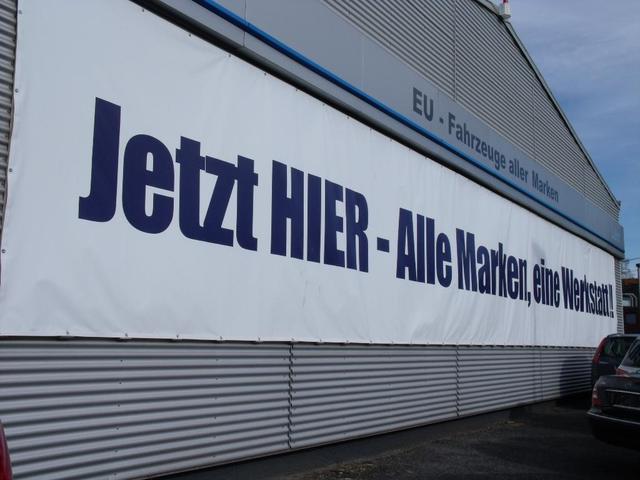 EU - Fahrzeuge aller Marken
Jetzt HIER - Alle Marken, eine Werkstatt!!